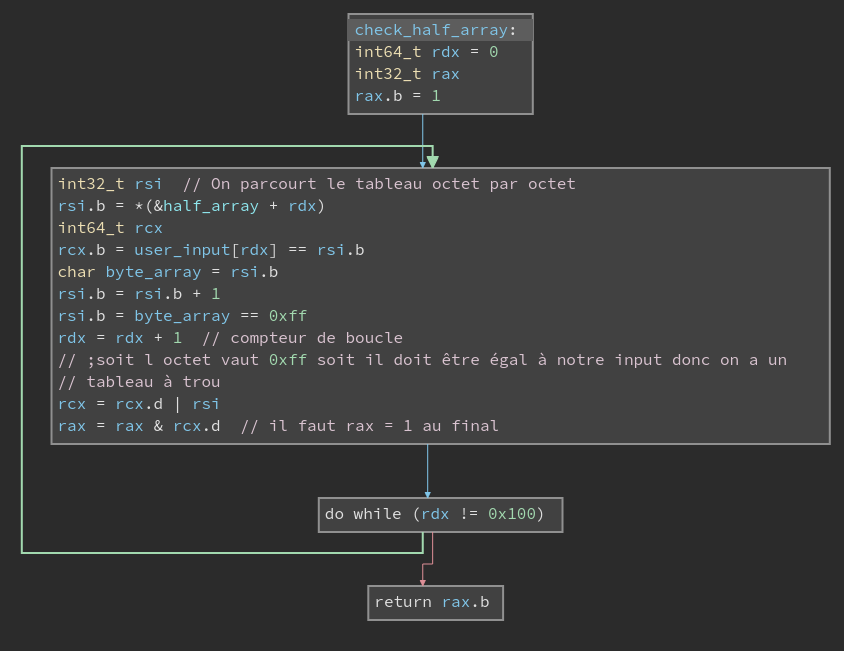 check_half_array:
int64_t rdx = 0
int32_t rax
rax.b = 1
int32_t rsi  // On parcourt le tableau octet par octet
rsi.b = *(&half_array + rdx)
int64_t rcx
rcx.b = user_input[rdx] == rsi.b
char byte_array = rsi.b
rsi.b = rsi.b + 1
rsi.b = byte_array == 0xff
rdx = rdx + 1  // compteur de boucle
// ;soit l octet vaut 0xff soit il doit être égal à notre input donc on a un
// tableau à trou
rcx = rcx.d | rsi
rax = rax & rcx.d  // il faut rax = 1 au final
do while (rdx != 0x100)
return rax.b